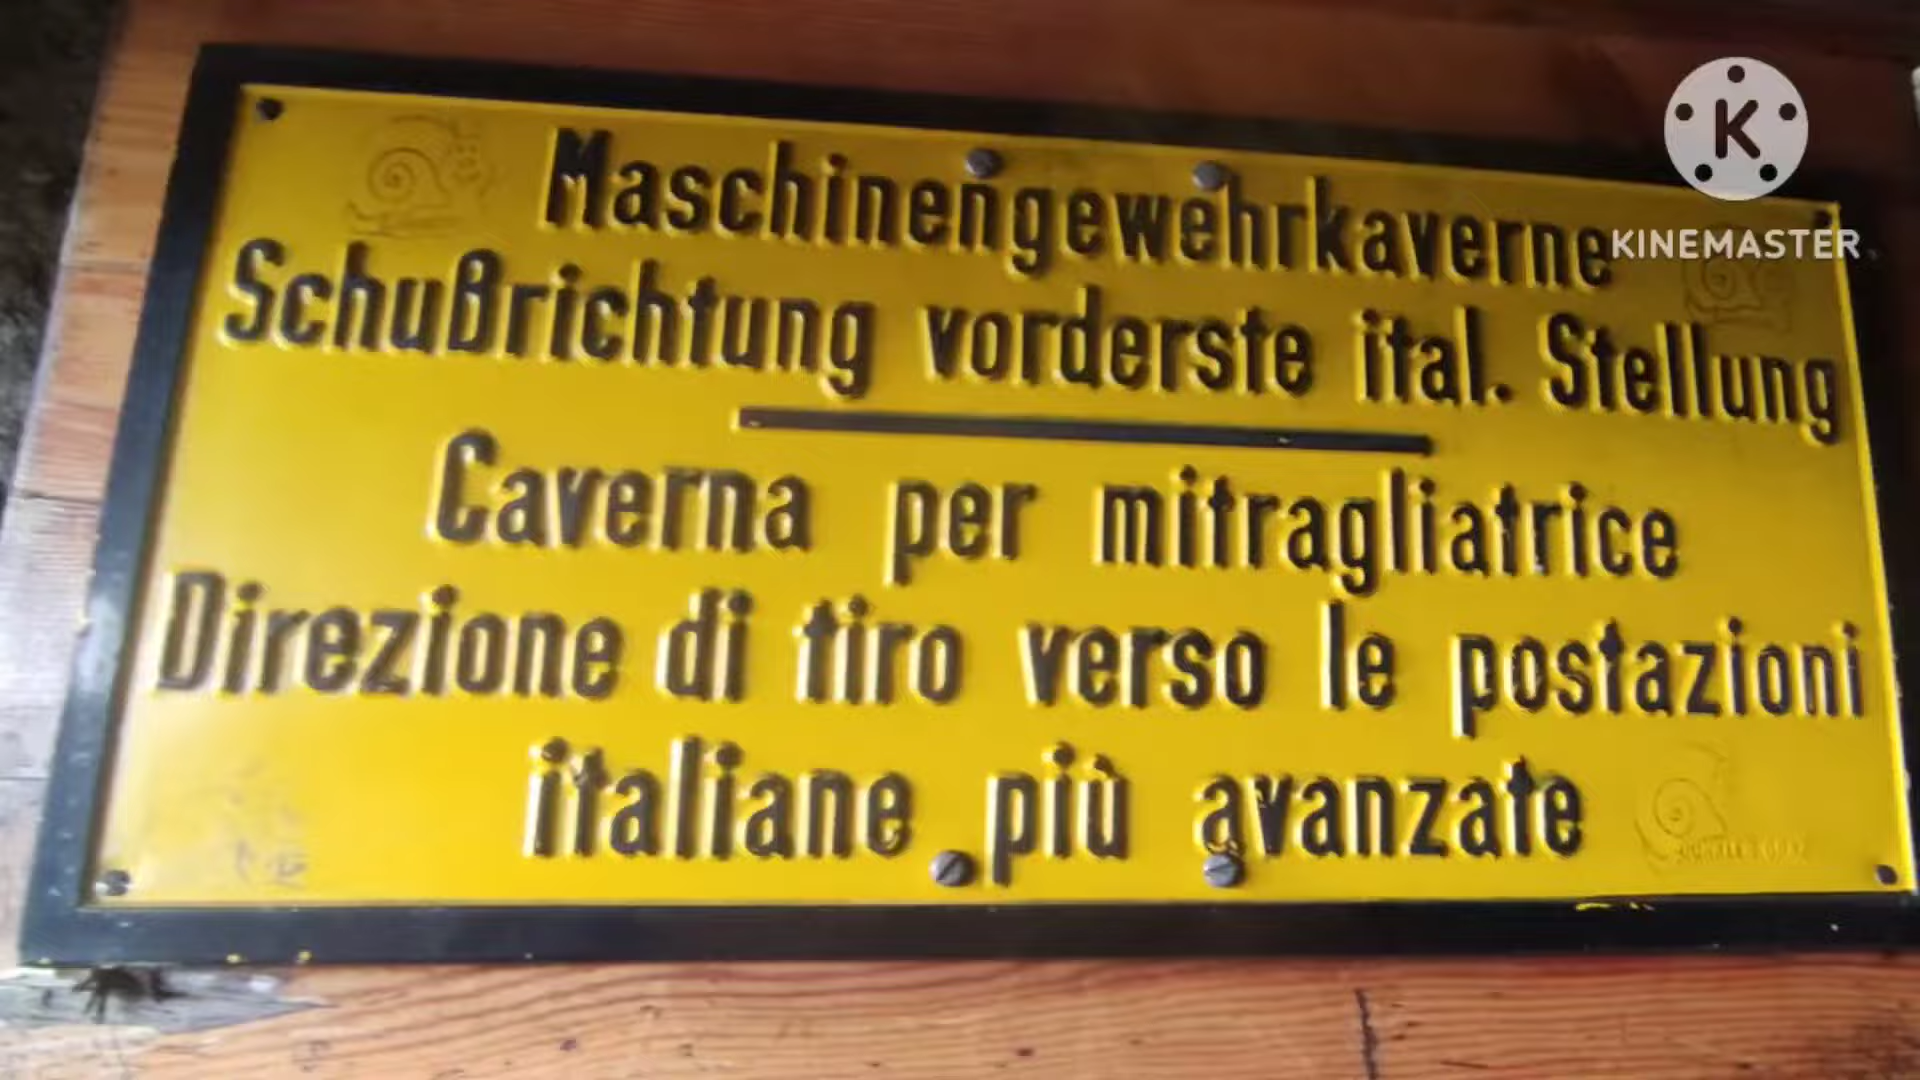 Maschinengewehrkaverne
Schußrichtung vorderste ital. Stellung
Caverna per mitragliatrice
Direzione di tiro verso le postazioni
italiane più avanzate
K
KINEMASTER